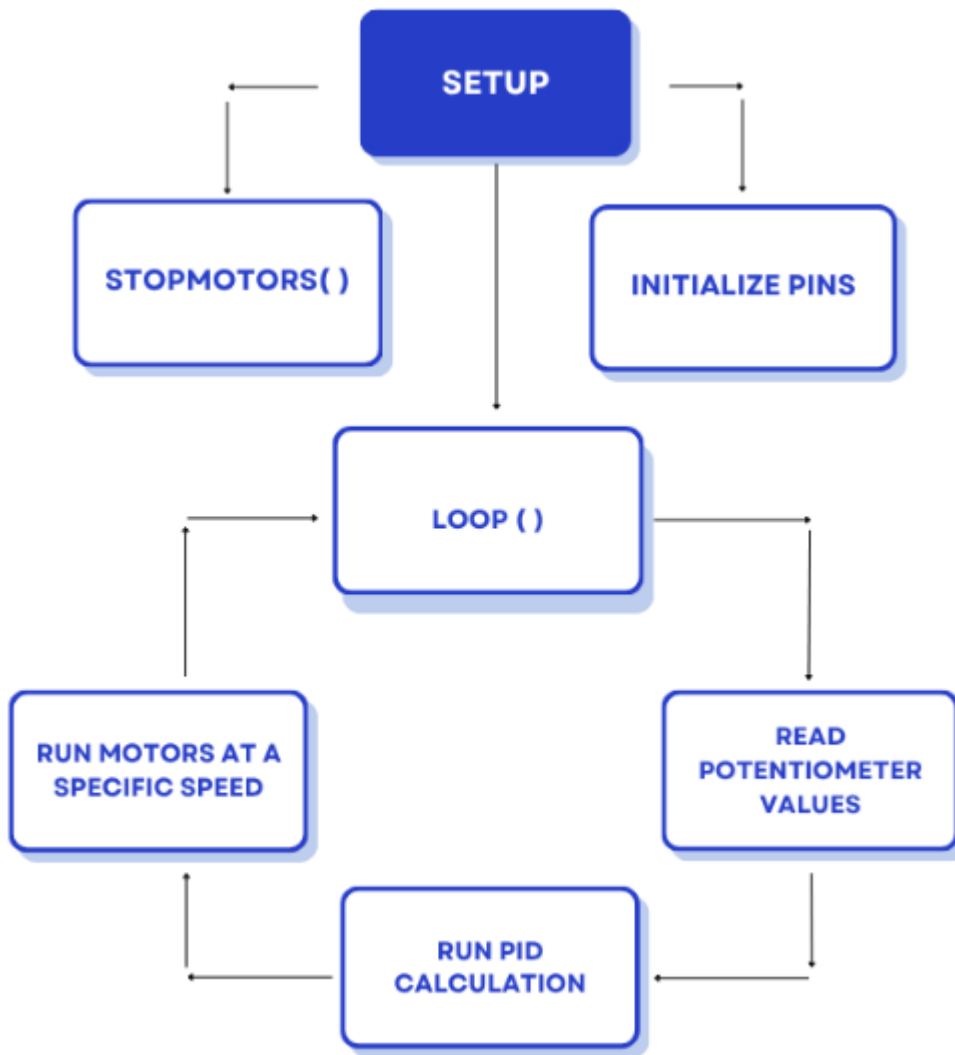 SETUP
STOPMOTORS( )
INITIALIZE PINS
LOOP ( )
RUN MOTORS AT A
SPECIFIC SPEED
READ
POTENTIOMETER
VALUES
RUN PID
CALCULATION